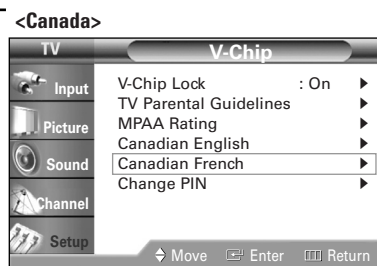 <Canada>
TV V-Chip
Input
Picture
Sound
Channel
Setup
V-Chip Lock : On ►
TV Parental Guidelines ►
MPAA Rating ►
Canadian English ►
Canadian French ►
Change PIN ►
Move Enter Return